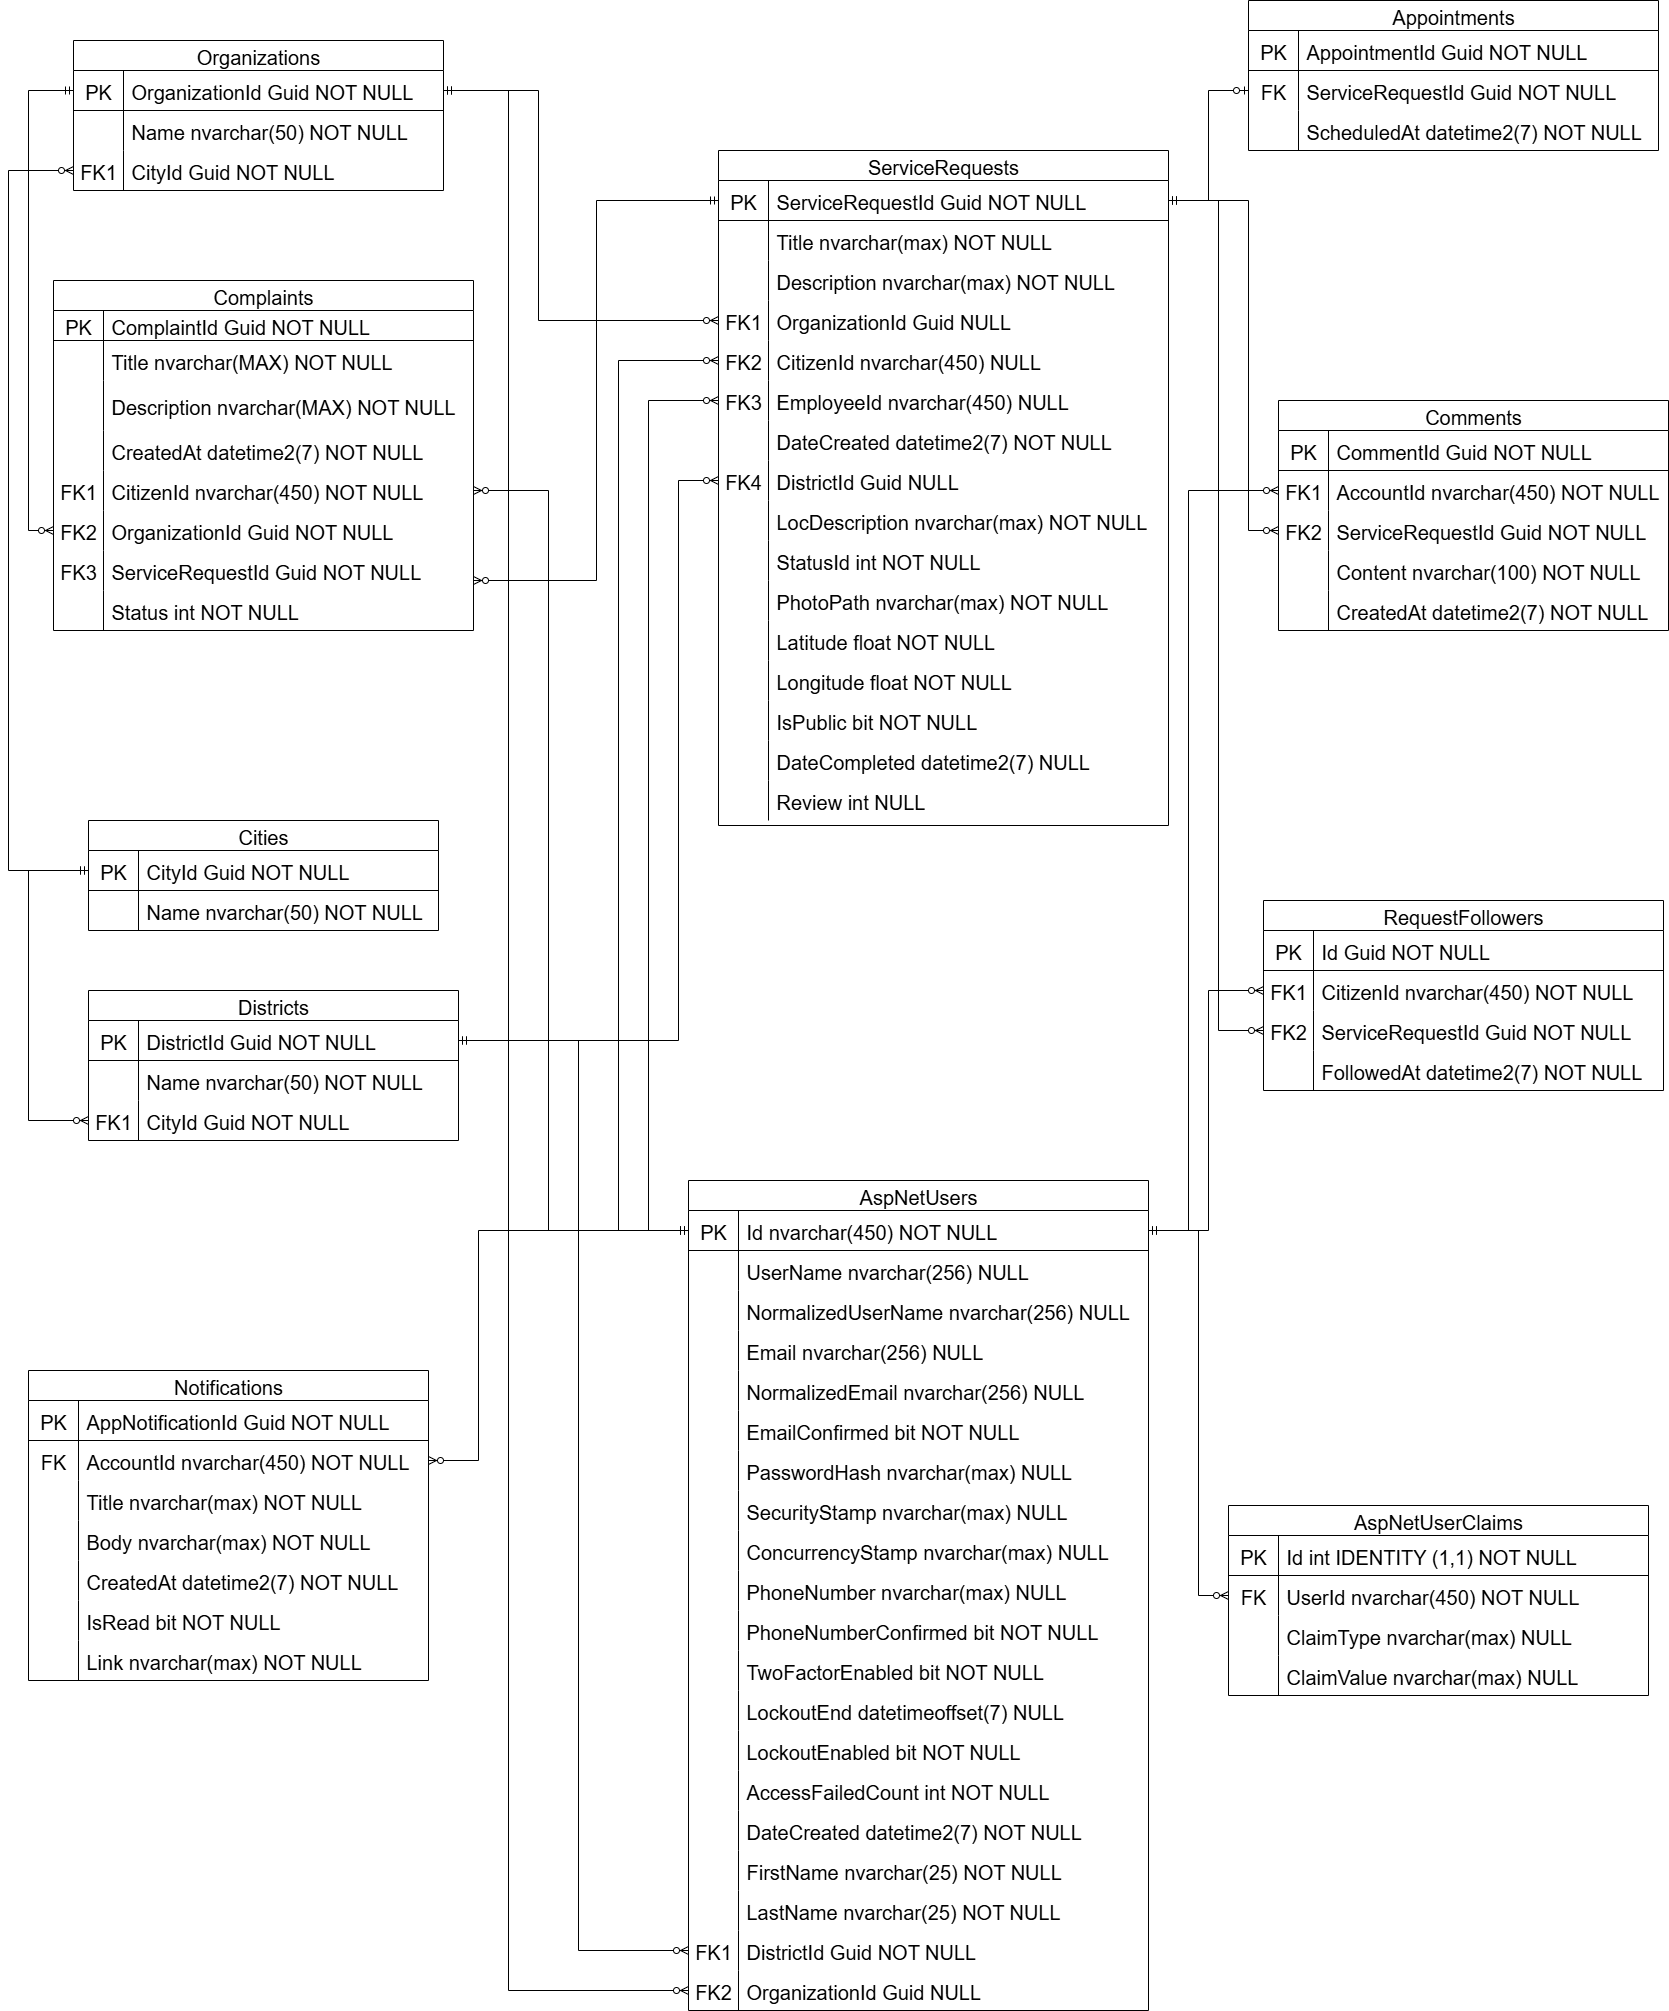 Organizations
PK OrganizationId Guid NOT NULL
Name nvarchar(50) NOT NULL
FK1 CityId Guid NOT NULL
Complaints
PK ComplaintId Guid NOT NULL
Title nvarchar(MAX) NOT NULL
Description nvarchar(MAX) NOT NULL
CreatedAt datetime2(7) NOT NULL
FK1 CitizenId nvarchar(450) NOT NULL
FK2 OrganizationId Guid NOT NULL
FK3 ServiceRequestId Guid NOT NULL
Status int NOT NULL
Cities
PK CityId Guid NOT NULL
Name nvarchar(50) NOT NULL
Districts
PK DistrictId Guid NOT NULL
Name nvarchar(50) NOT NULL
FK1 CityId Guid NOT NULL
Notifications
PK AppNotificationId Guid NOT NULL
FK AccountId nvarchar(450) NOT NULL
Title nvarchar(max) NOT NULL
Body nvarchar(max) NOT NULL
CreatedAt datetime2(7) NOT NULL
IsRead bit NOT NULL
Link nvarchar(max) NOT NULL
ServiceRequests
PK ServiceRequestId Guid NOT NULL
Title nvarchar(max) NOT NULL
Description nvarchar(max) NOT NULL
FK1 OrganizationId Guid NULL
FK2 CitizenId nvarchar(450) NULL
FK3 EmployeeId nvarchar(450) NULL
DateCreated datetime2(7) NOT NULL
FK4 DistrictId Guid NULL
LocDescription nvarchar(max) NOT NULL
StatusId int NOT NULL
PhotoPath nvarchar(max) NOT NULL
Latitude float NOT NULL
Longitude float NOT NULL
IsPublic bit NOT NULL
DateCompleted datetime2(7) NULL
Review int NULL
AspNetUsers
PK Id nvarchar(450) NOT NULL
UserName nvarchar(256) NULL
NormalizedUserName nvarchar(256) NULL
Email nvarchar(256) NULL
NormalizedEmail nvarchar(256) NULL
EmailConfirmed bit NOT NULL
PasswordHash nvarchar(max) NULL
SecurityStamp nvarchar(max) NULL
ConcurrencyStamp nvarchar(max) NULL
PhoneNumber nvarchar(max) NULL
PhoneNumberConfirmed bit NOT NULL
TwoFactorEnabled bit NOT NULL
LockoutEnd datetimeoffset(7) NULL
LockoutEnabled bit NOT NULL
AccessFailedCount int NOT NULL
DateCreated datetime2(7) NOT NULL
FirstName nvarchar(25) NOT NULL
LastName nvarchar(25) NOT NULL
FK1 DistrictId Guid NOT NULL
FK2 OrganizationId Guid NULL
Appointments
PK AppointmentId Guid NOT NULL
FK ServiceRequestId Guid NOT NULL
ScheduledAt datetime2(7) NOT NULL
Comments
PK CommentId Guid NOT NULL
FK1 AccountId nvarchar(450) NOT NULL
FK2 ServiceRequestId Guid NOT NULL
Content nvarchar(100) NOT NULL
CreatedAt datetime2(7) NOT NULL
RequestFollowers
PK Id Guid NOT NULL
FK1 CitizenId nvarchar(450) NOT NULL
FK2 ServiceRequestId Guid NOT NULL
FollowedAt datetime2(7) NOT NULL
AspNetUserClaims
PK Id int IDENTITY (1,1) NOT NULL
FK UserId nvarchar(450) NOT NULL
ClaimType nvarchar(max) NULL
ClaimValue nvarchar(max) NULL